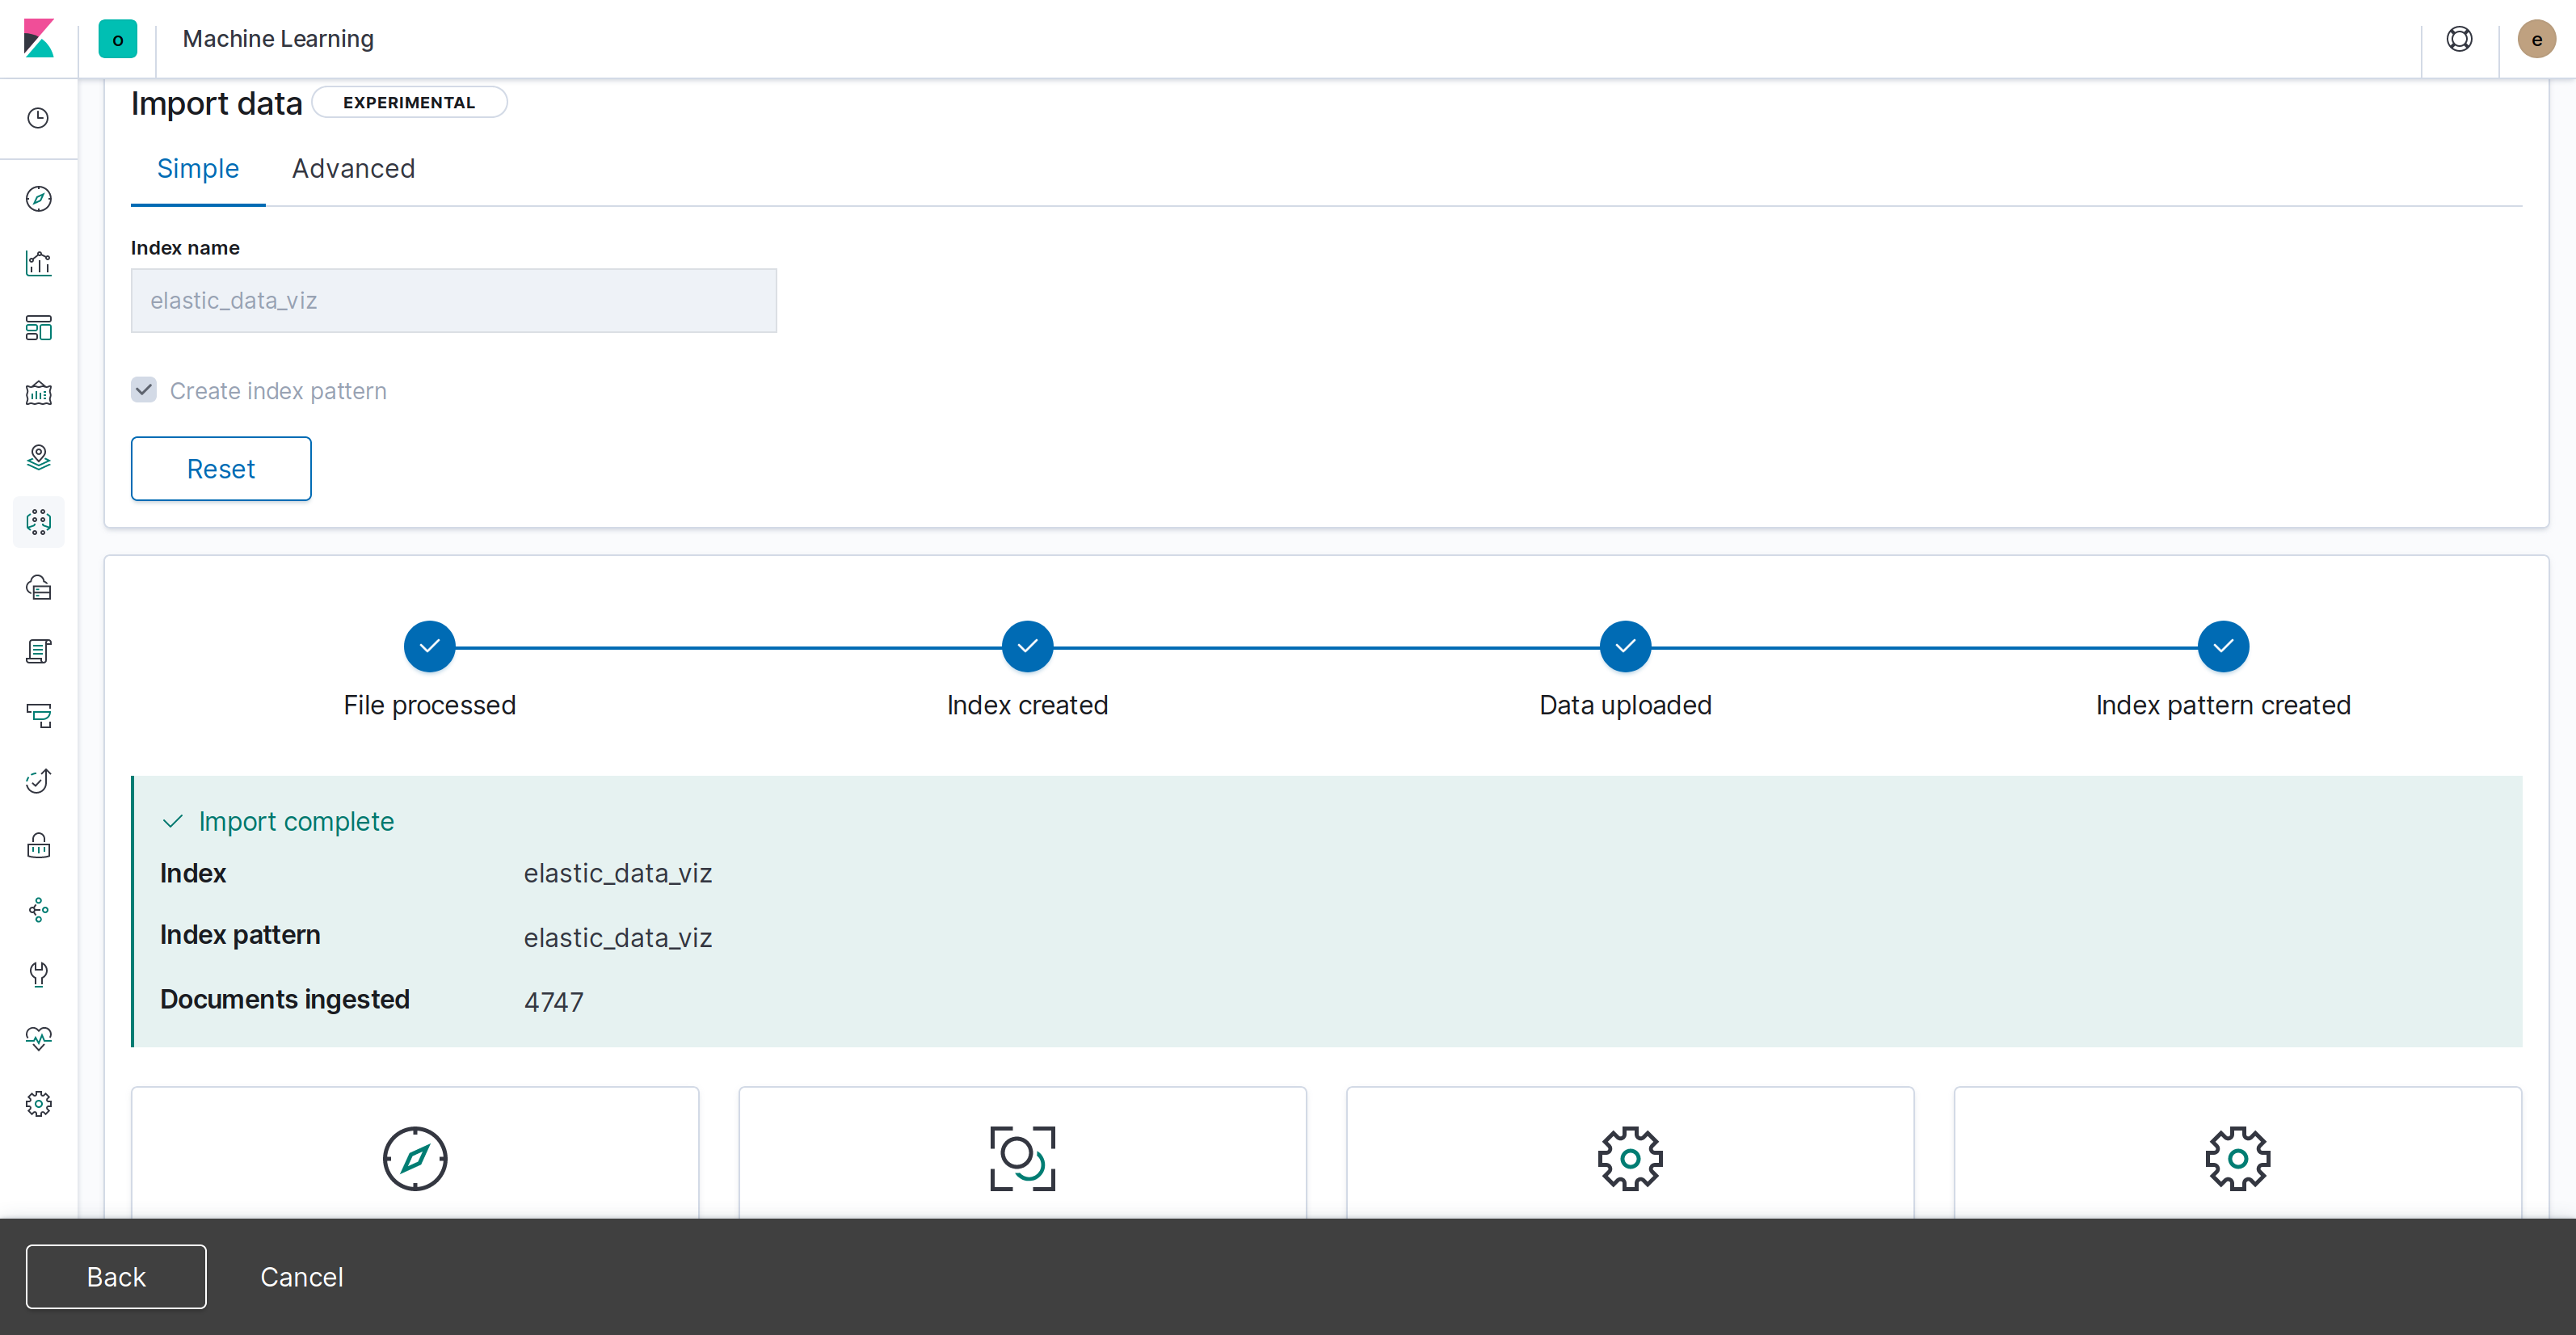 o
Machine Learning
e
Import data EXPERIMENTAL
Simple Advanced
Index name
elastic_data_viz
Create index pattern
Reset
File processed Index created Data uploaded Index pattern created
Import complete
Index elastic_data_viz
Index pattern elastic_data_viz
Documents ingested 4747
Back Cancel